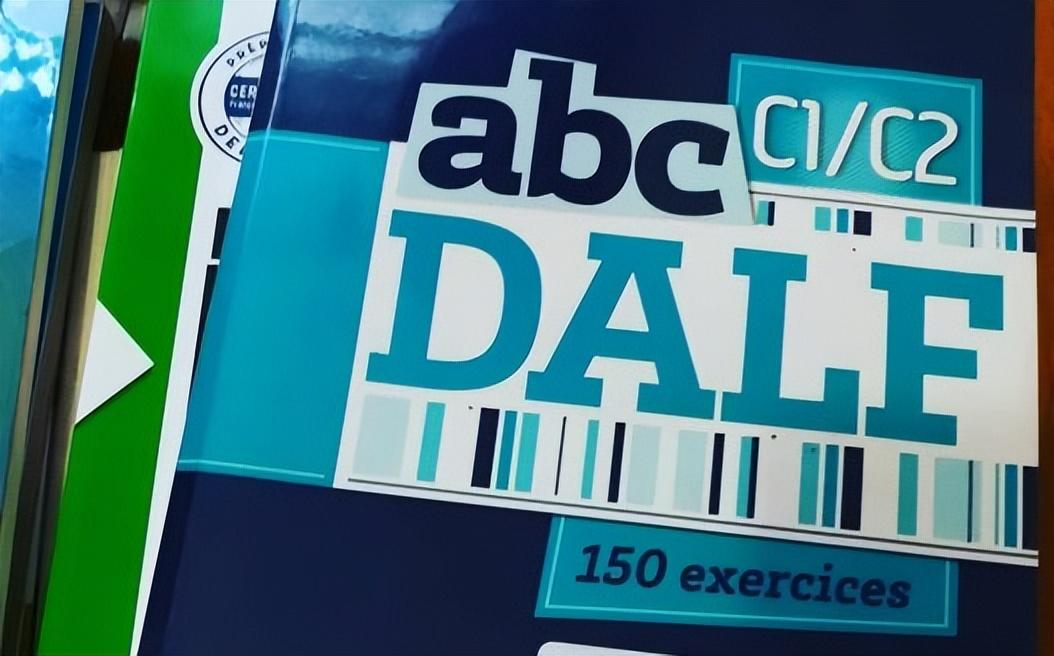 abc
C1/C2
DALF
150 exercices